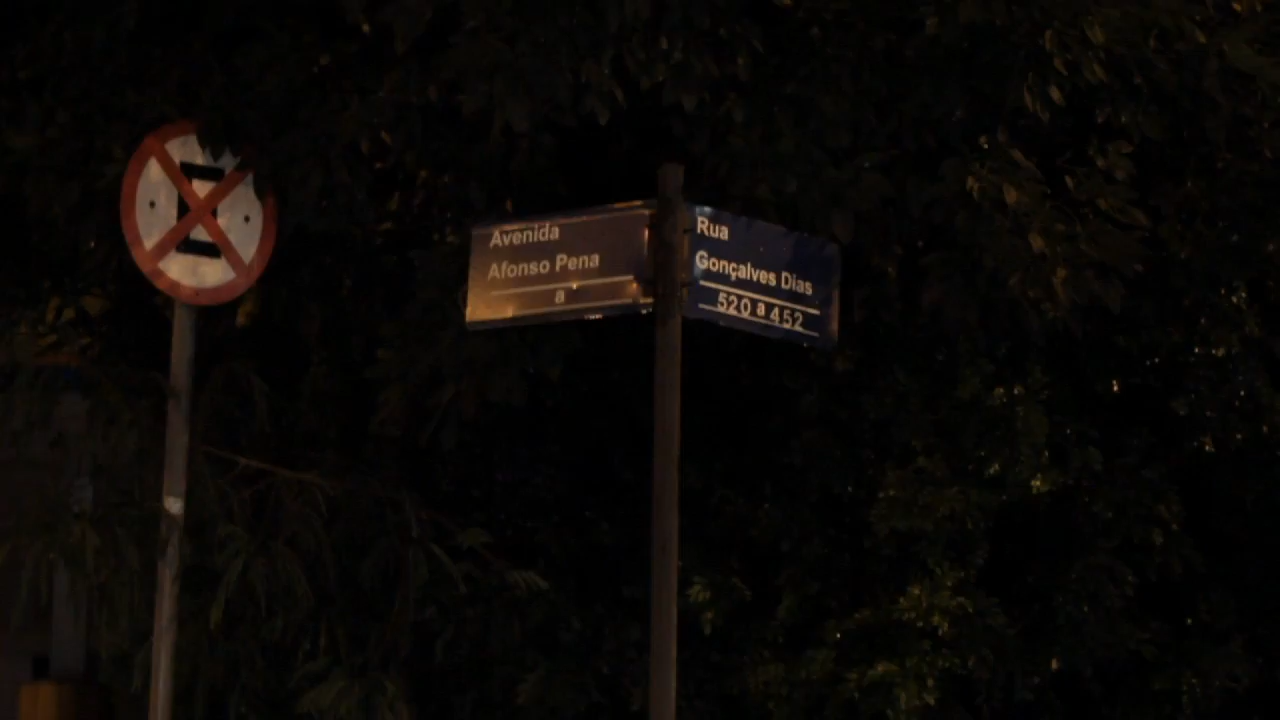 Avenida
Afonso Pena
a
Rua
Gonçalves Dias
520 a 452